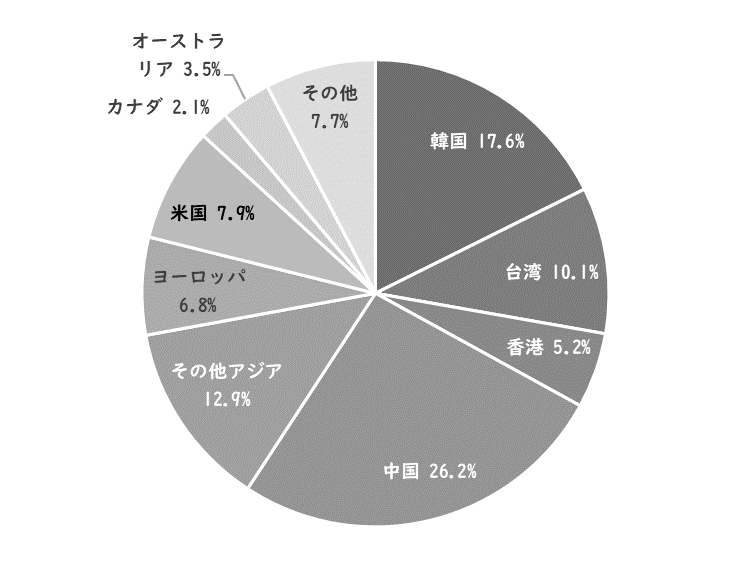 オーストラ
リア 3.5%
カナダ 2.1%
その他
7.7%
韓国 17.6%
米国 7.9%
台湾 10.1%
ヨーロッパ
6.8%
香港 5.2%
その他アジア
12.9%
中国 26.2%